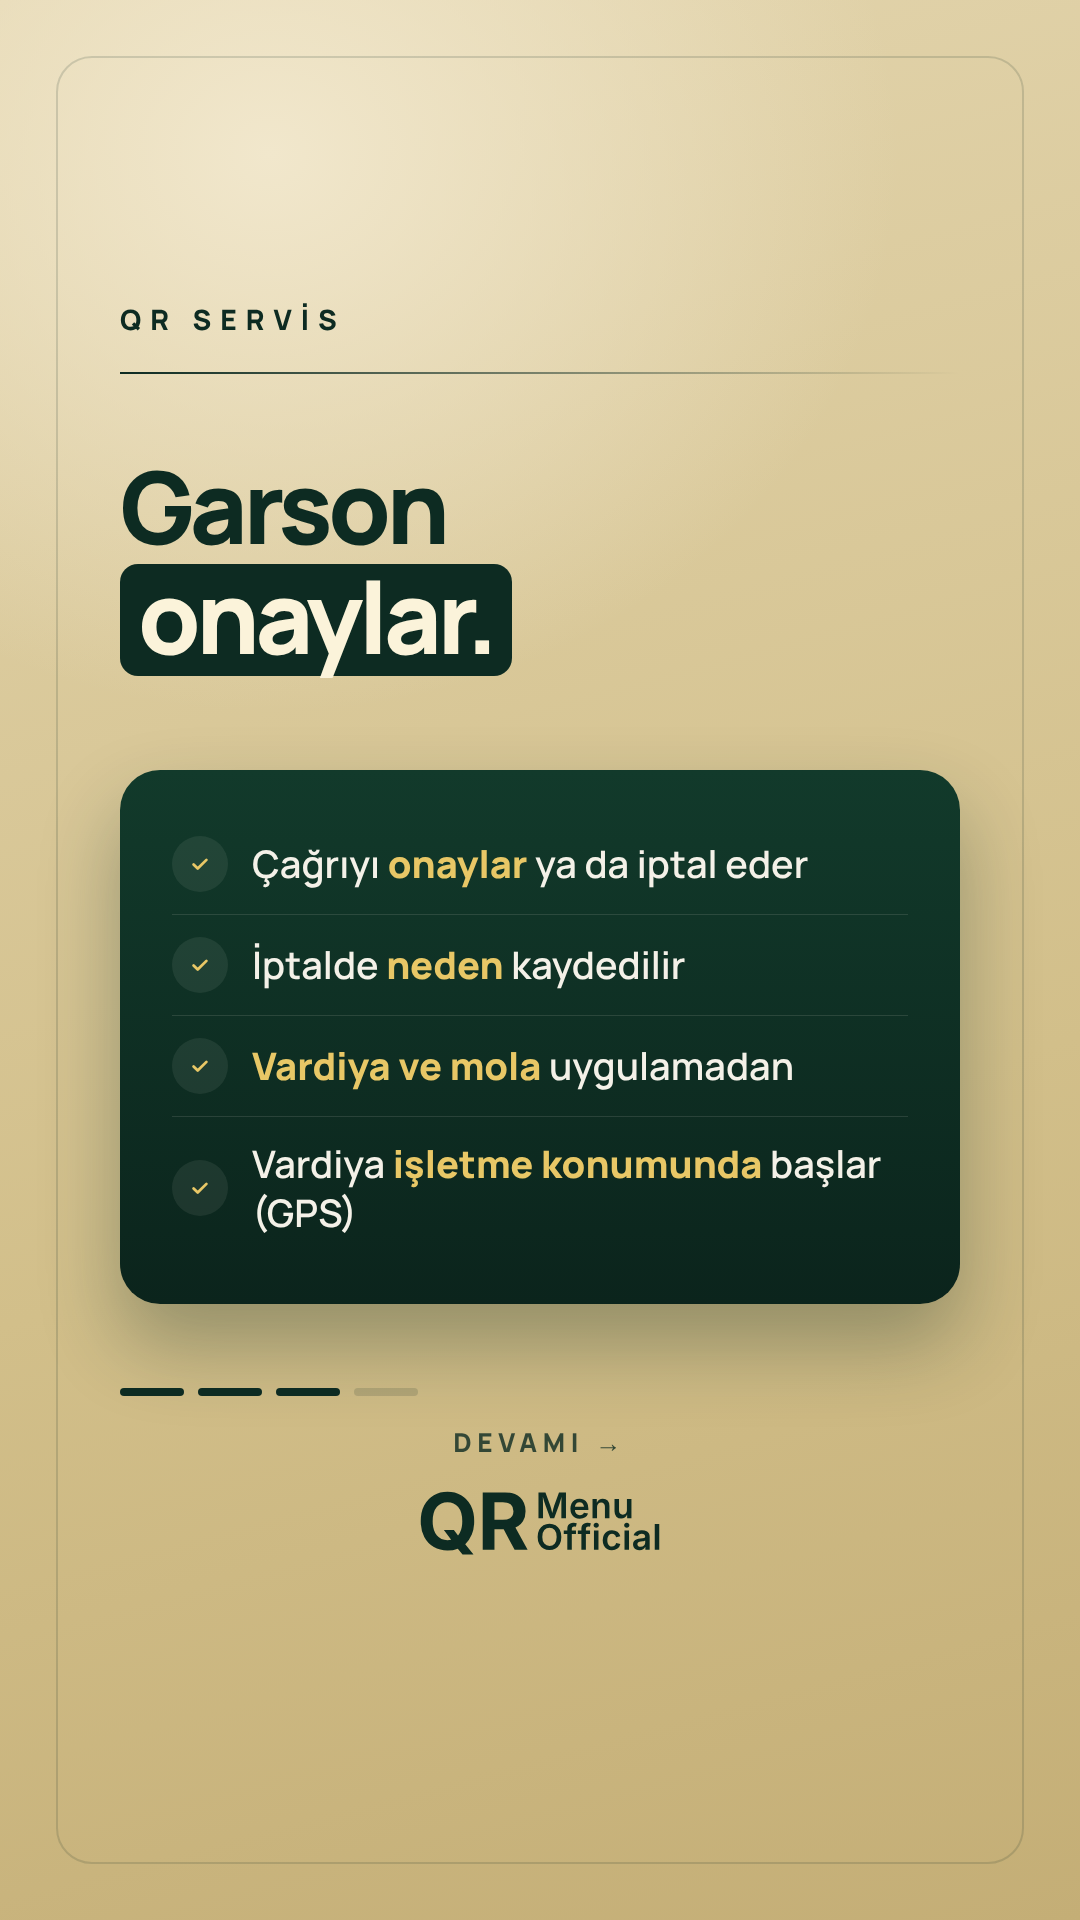 QR SERVİS
Garson
onaylar.
Çağrıyı onaylar ya da iptal eder
İptalde neden kaydedilir
Vardiya ve mola uygulamadan
Vardiya işletme konumunda başlar
(GPS)
DEVAMI →
QR Menu
Official